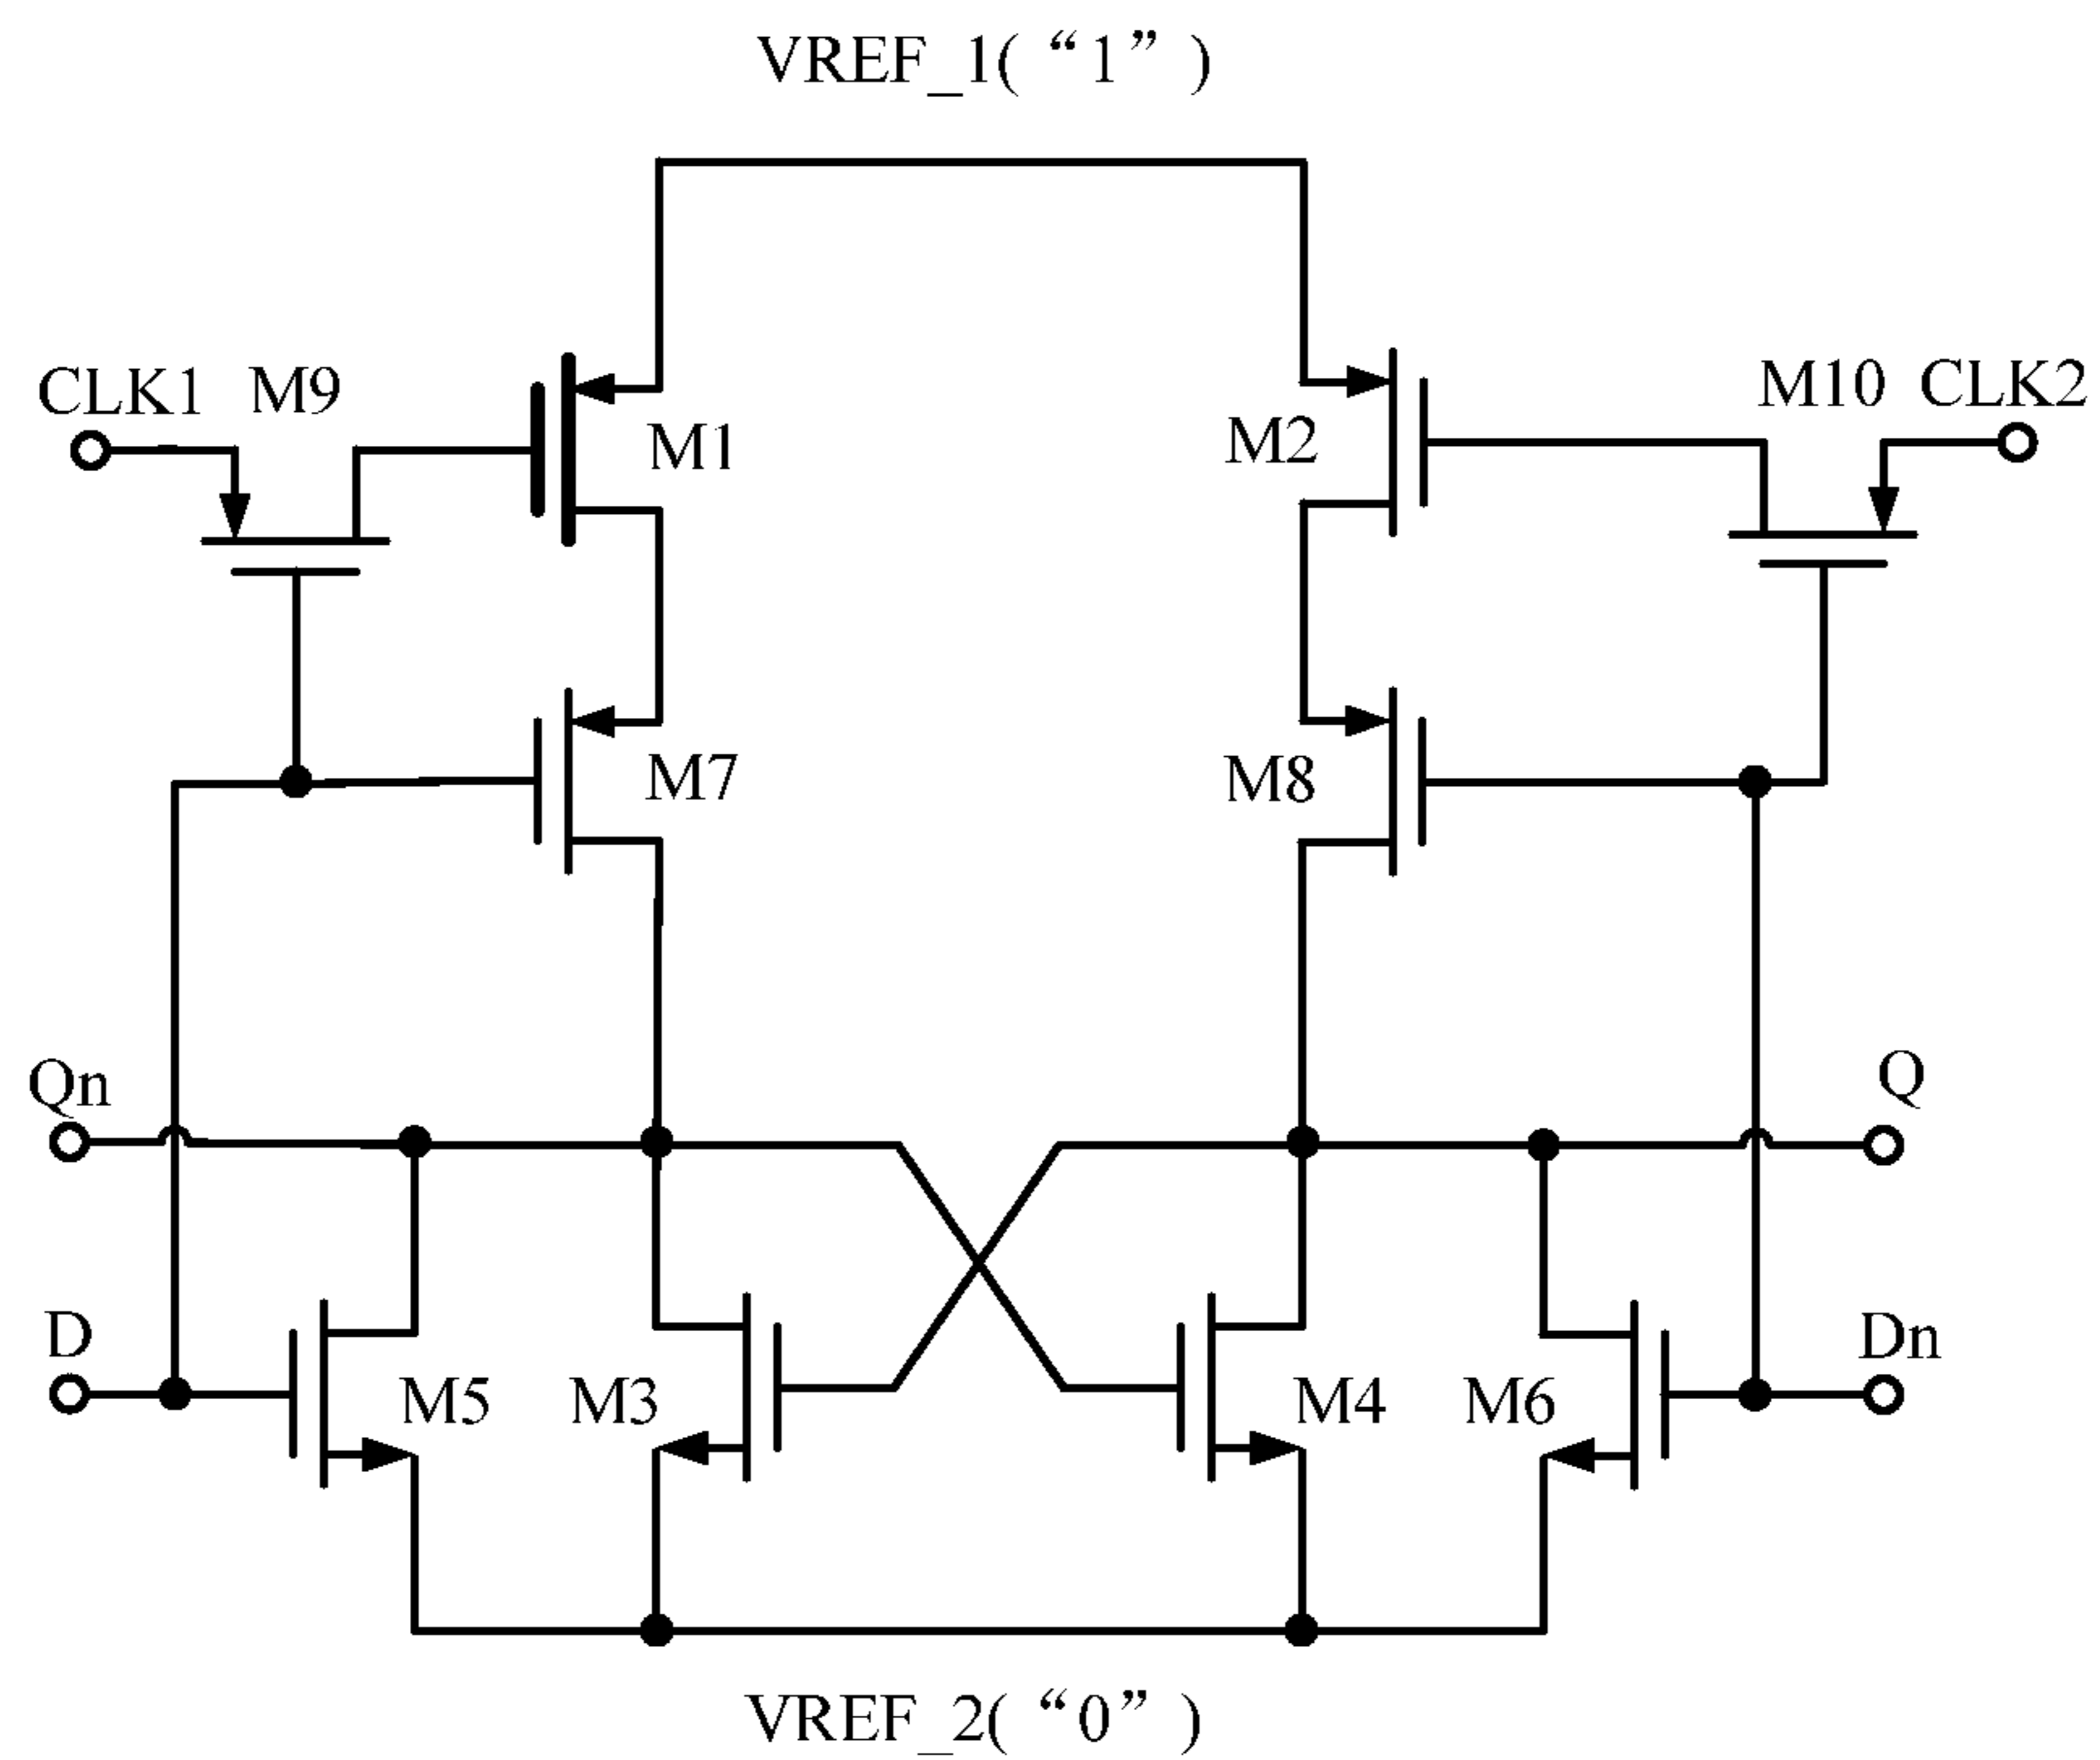 VREF_1(“1”)
CLK1 M9
M1
M2
M10 CLK2
M7
M8
Qn
Q
D
Dn
M5
M3
M4
M6
VREF_2(“0”)